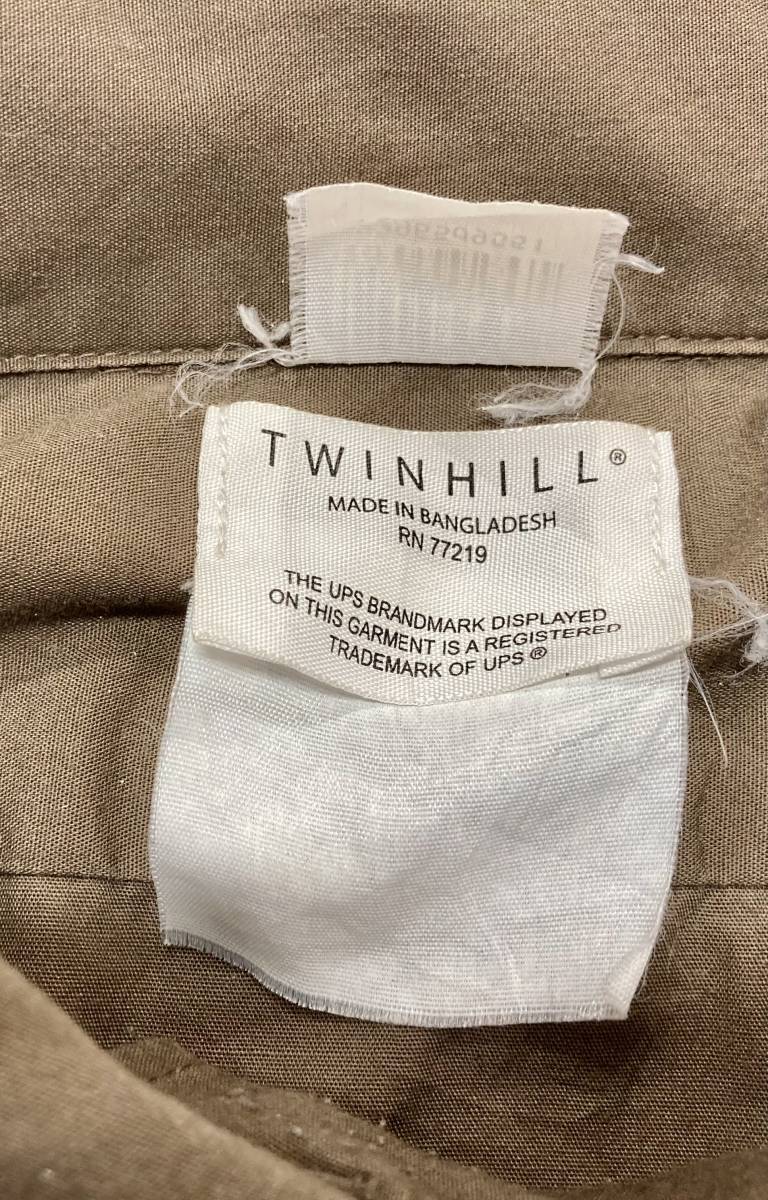 TWINHILL®
MADE IN BANGLADESH
RN 77219
THE UPS BRANDMARK DISPLAYED
ON THIS GARMENT IS A REGISTERED
TRADEMARK OF UPS ®